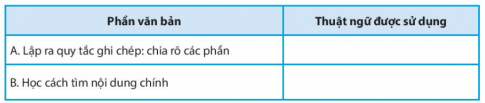 Phần văn bản Thuật ngữ được sử dụng
A. Lập ra quy tắc ghi chép: chia rõ các phần
B. Học cách tìm nội dung chính